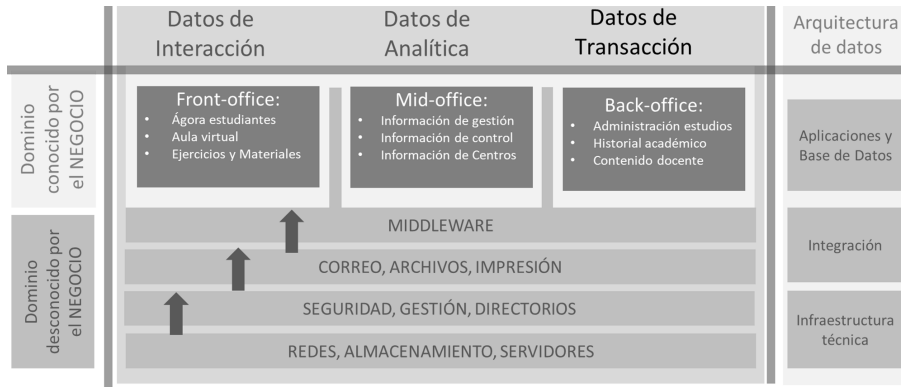 Datos de
Interacción
Datos de
Analítica
Datos de
Transacción
Arquitectura
de datos
Dominio
conocido por
el NEGOCIO
Front-office:
• Ágora estudiantes
• Aula virtual
• Ejercicios y Materiales
Mid-office:
• Información de gestión
• Información de control
• Información de Centros
Back-office:
• Administración estudios
• Historial académico
• Contenido docente
Aplicaciones y
Base de Datos
Dominio
desconocido por
el NEGOCIO
MIDDLEWARE
CORREO, ARCHIVOS, IMPRESIÓN
SEGURIDAD, GESTIÓN, DIRECTORIOS
REDES, ALMACENAMIENTO, SERVIDORES
Integración
Infraestructura
técnica